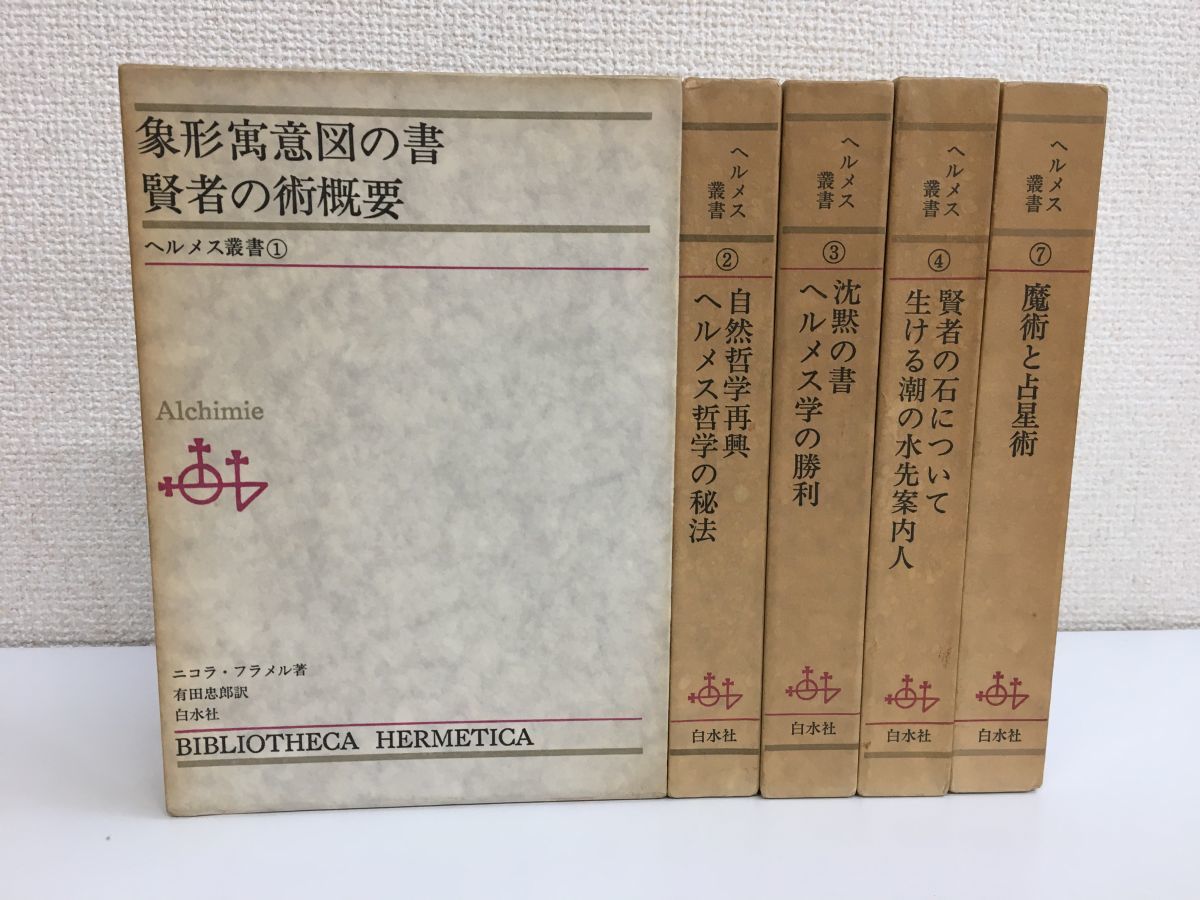 象形寓意図の書
賢者の術概要
ヘルメス叢書①
Alchimie
ニコラ・フラメル著
有田忠郎訳
白水社
BIBLIOTHECA HERMETICA
ヘルメス
叢書
②
自然哲学再興
ヘルメス哲学の秘法
白水社
ヘルメス
叢書
③
沈黙の書
ヘルメス学の勝利
白水社
ヘルメス
叢書
④
賢者の石について
生ける潮の水先案内人
白水社
ヘルメス
叢書
⑦
魔術と占星術
白水社